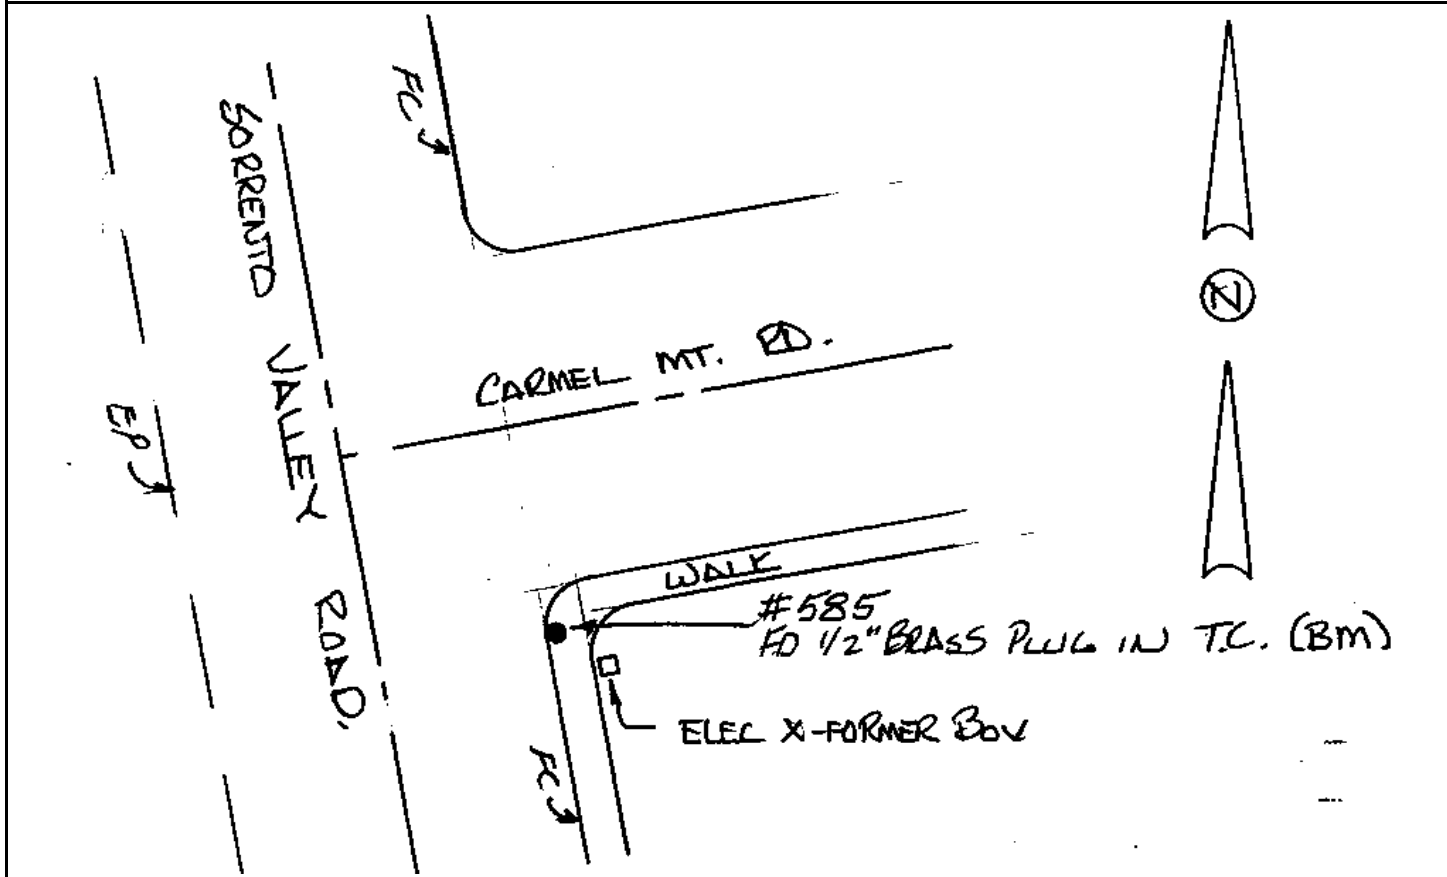 FC
SORRENTO VALLEY ROAD.
N
CARMEL MT. RD.
EP
WALK
#585
FD 1/2" BRASS PLUG IN T.C. (BM)
ELEC X-FORMER BOX
FC